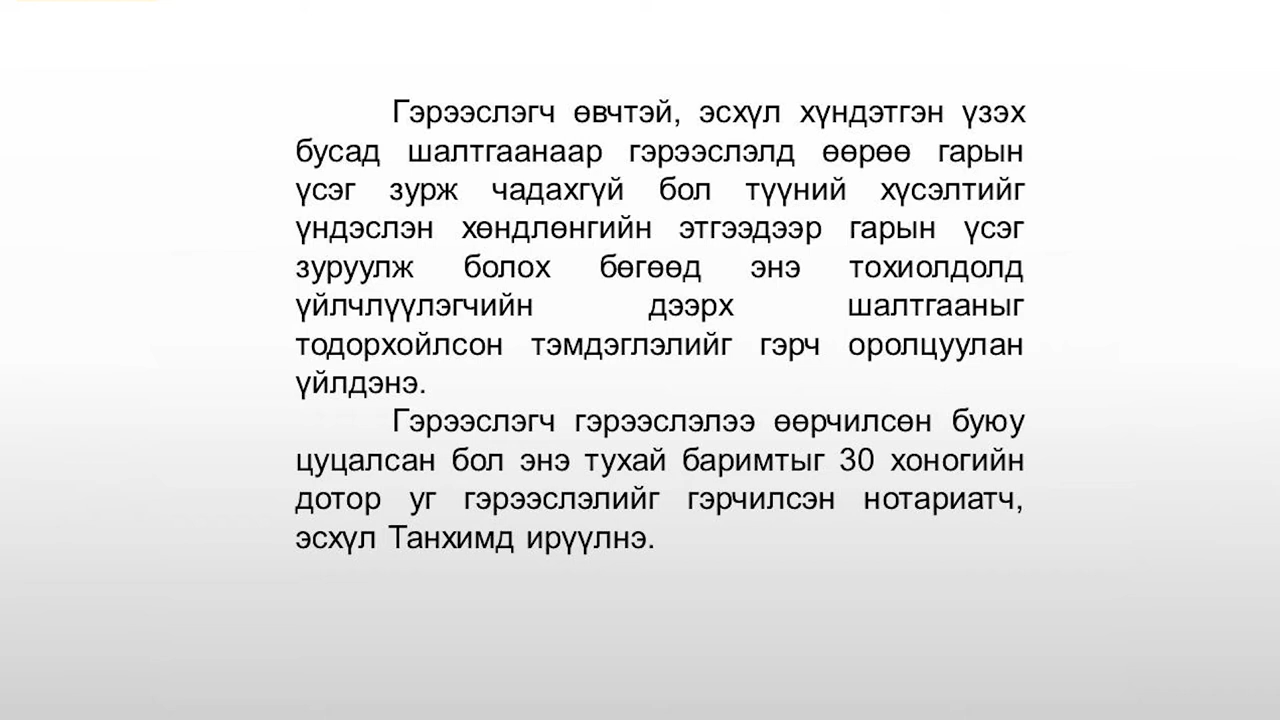 Гэрээслэгч өвчтэй, эсхүл хүндэтгэн үзэх
бусад шалтгаанаар гэрээслэлд өөрөө гарын
үсэг зурж чадахгүй бол түүний хүсэлтийг
үндэслэн хөндлөнгийн этгээдээр гарын үсэг
зуруулж болох бөгөөд энэ тохиолдолд
үйлчлүүлэгчийн дээрх шалтгааныг
тодорхойлсон тэмдэглэлийг гэрч оролцуулан
үйлдэнэ.
Гэрээслэгч гэрээслэлээ өөрчилсөн буюу
цуцалсан бол энэ тухай баримтыг 30 хоногийн
дотор уг гэрээслэлийг гэрчилсэн нотариатч,
эсхүл Танхимд ирүүлнэ.